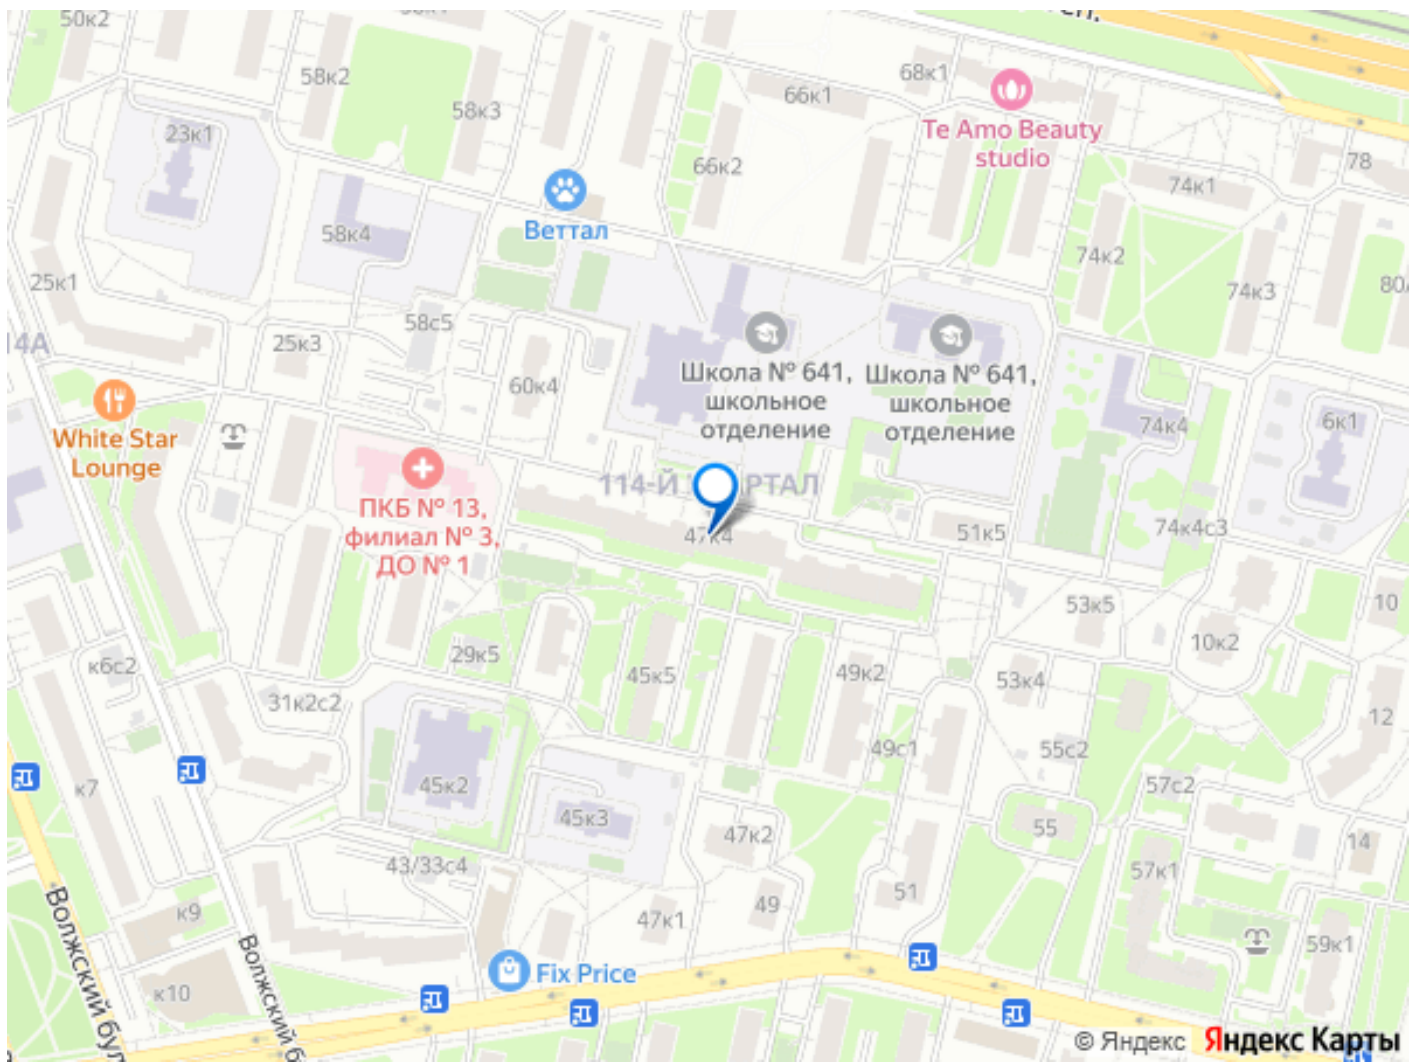 50к2
58к2
58к3
66к1
68к1
Te Amo Beauty
studio
23к1
66к2
78
74к1
Веттал
58к4
74к2
25к1
74к3
58с5
25к3
Школа № 641,
школьное
отделение
Школа № 641,
школьное
отделение
60к4
White Star
Lounge
74к4
6к1
ПКБ № 13,
филиал № 3,
ДО № 1
47к4
51к5
74к4с3
53к5
10
10к2
к6с2
29к5
45к5
49к2
53к4
31к2с2
12
49с1
55с2
к7
45к2
57с2
45к3
47к2
55
14
43/33с4
57к1
51
49
к9
47к1
59к1
Волжский бул
Волжский б
Fix Price
к10
© Яндекс Яндекс Карты